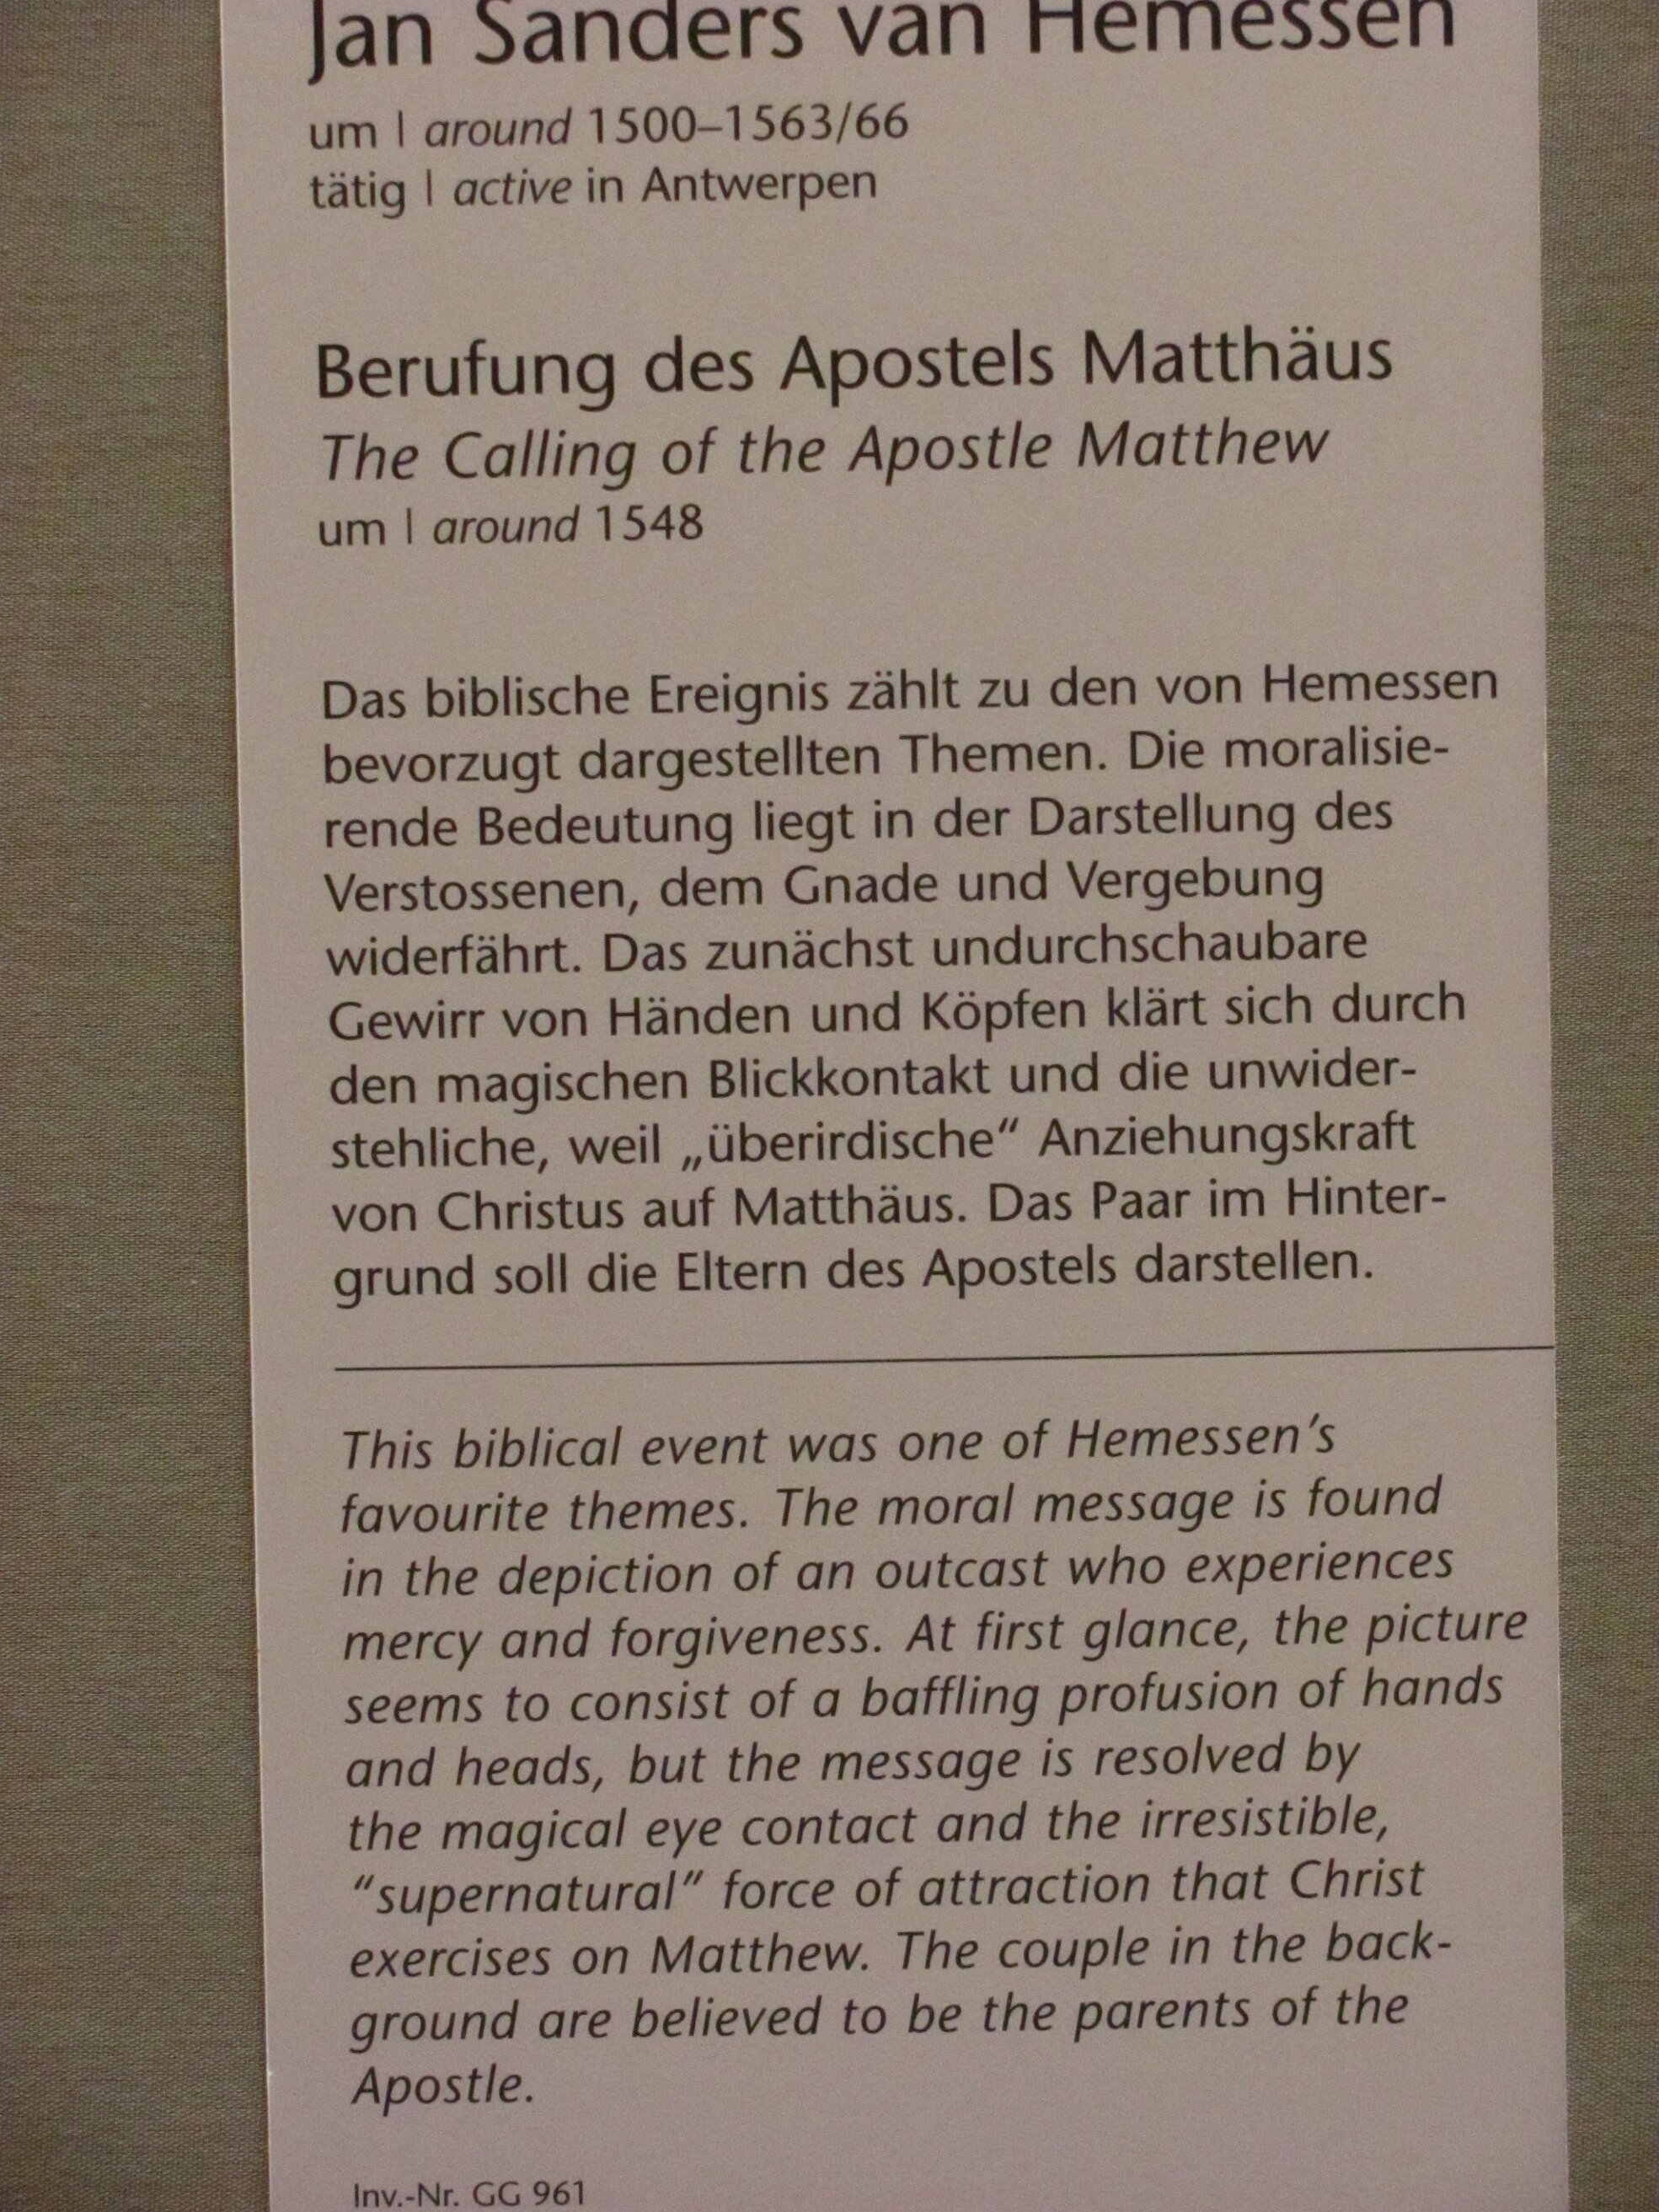 Jan Sanders van Hemessen
um | around 1500–1563/66
tätig | active in Antwerpen
Berufung des Apostels Matthäus
The Calling of the Apostle Matthew
um | around 1548
Das biblische Ereignis zählt zu den von Hemessen
bevorzugt dargestellten Themen. Die moralisie-
rende Bedeutung liegt in der Darstellung des
Verstossenen, dem Gnade und Vergebung
widerfährt. Das zunächst undurchschaubare
Gewirr von Händen und Köpfen klärt sich durch
den magischen Blickkontakt und die unwider-
stehliche, weil „überirdische“ Anziehungskraft
von Christus auf Matthäus. Das Paar im Hinter-
grund soll die Eltern des Apostels darstellen.
This biblical event was one of Hemessen’s
favourite themes. The moral message is found
in the depiction of an outcast who experiences
mercy and forgiveness. At first glance, the picture
seems to consist of a baffling profusion of hands
and heads, but the message is resolved by
the magical eye contact and the irresistible,
“supernatural” force of attraction that Christ
exercises on Matthew. The couple in the back-
ground are believed to be the parents of the
Apostle.
Inv.-Nr. GG 961